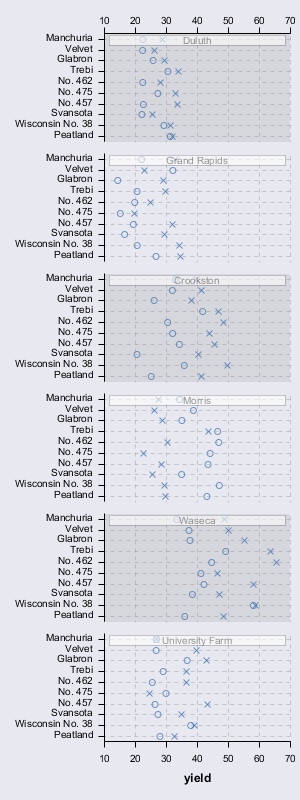 10 20 30 40 50 60 70
Duluth
Manchuria
Velvet
Glabron
Trebi
No. 462
No. 475
No. 457
Svansota
Wisconsin No. 38
Peatland
Grand Rapids
Manchuria
Velvet
Glabron
Trebi
No. 462
No. 475
No. 457
Svansota
Wisconsin No. 38
Peatland
Crookston
Manchuria
Velvet
Glabron
Trebi
No. 462
No. 475
No. 457
Svansota
Wisconsin No. 38
Peatland
Morris
Manchuria
Velvet
Glabron
Trebi
No. 462
No. 475
No. 457
Svansota
Wisconsin No. 38
Peatland
Waseca
Manchuria
Velvet
Glabron
Trebi
No. 462
No. 475
No. 457
Svansota
Wisconsin No. 38
Peatland
University Farm
Manchuria
Velvet
Glabron
Trebi
No. 462
No. 475
No. 457
Svansota
Wisconsin No. 38
Peatland
10 20 30 40 50 60 70
yield